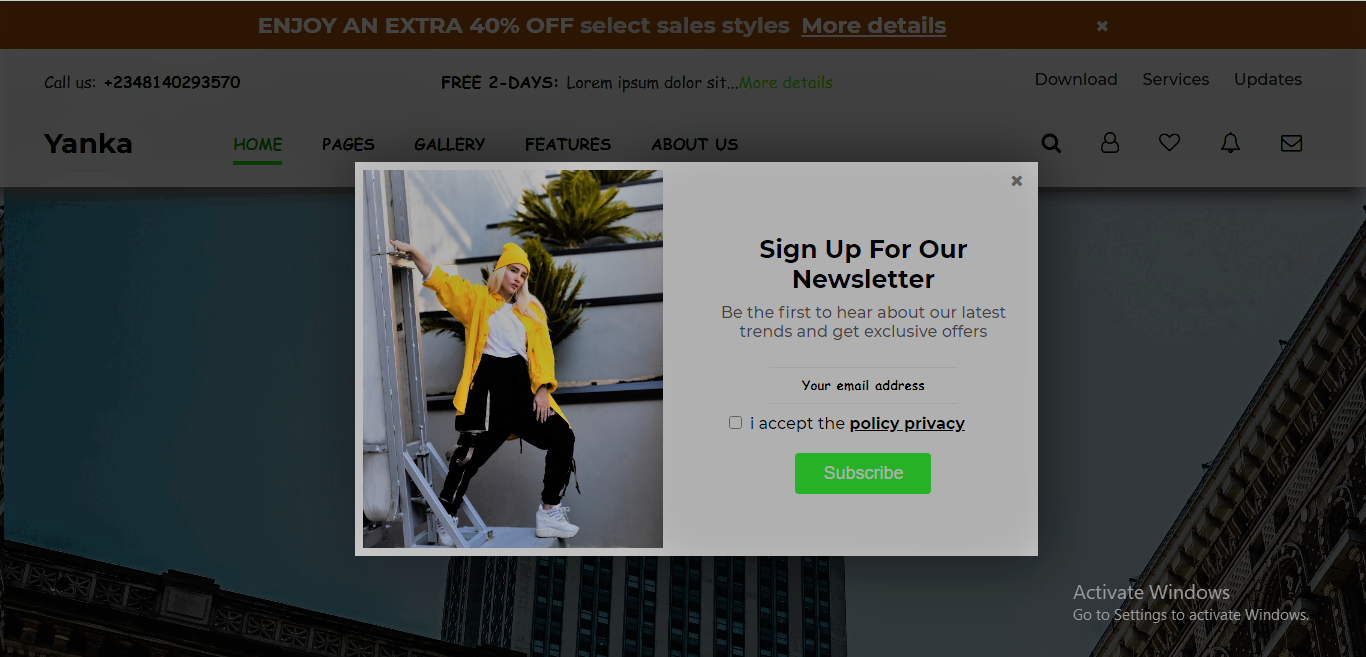 ENJOY AN EXTRA 40% OFF select sales styles More details ×
Call us: +2348140293570
FREE 2-DAYS: Lorem ipsum dolor sit...More details
Download Services Updates
Yanka
HOME PAGES GALLERY FEATURES ABOUT US
×
Sign Up For Our
Newsletter
Be the first to hear about our latest
trends and get exclusive offers
Your email address
i accept the policy privacy
Subscribe
Activate Windows
Go to Settings to activate Windows.